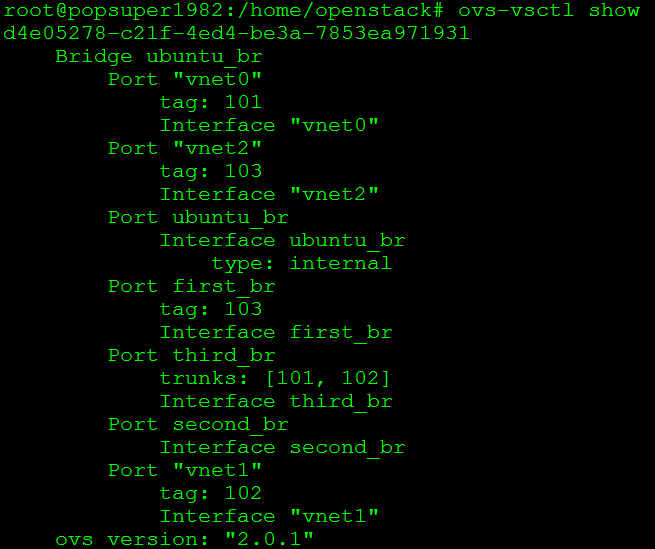 root@popsuper1982:/home/openstack# ovs-vsctl show
d4e05278-c21f-4ed4-be3a-7853ea971931
    Bridge ubuntu_br
        Port "vnet0"
            tag: 101
            Interface "vnet0"
        Port "vnet2"
            tag: 103
            Interface "vnet2"
        Port ubuntu_br
            Interface ubuntu_br
                type: internal
        Port first_br
            tag: 103
            Interface first_br
        Port third_br
            trunks: [101, 102]
            Interface third_br
        Port second_br
            Interface second_br
        Port "vnet1"
            tag: 102
            Interface "vnet1"
    ovs version: "2.0.1"